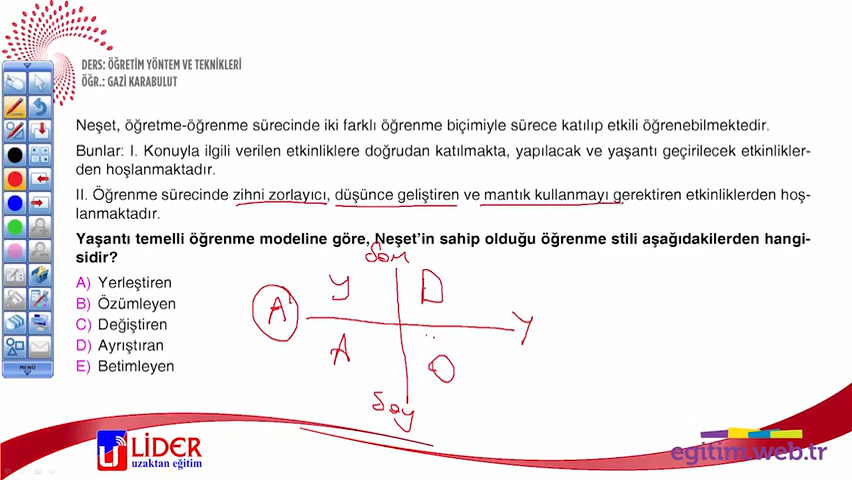 DERS: ÖĞRETİM YÖNTEM VE TEKNİKLERİ
ÖĞR.: GAZİ KARABULUT
Neşet, öğretme-öğrenme sürecinde iki farklı öğrenme biçimiyle sürece katılıp etkili öğrenebilmektedir.
Bunlar: I. Konuyla ilgili verilen etkinliklere doğrudan katılmakta, yapılacak ve yaşantı geçirilecek etkinlikler-
den hoşlanmaktadır.
II. Öğrenme sürecinde zihni zorlayıcı, düşünce geliştiren ve mantık kullanmayı gerektiren etkinliklerden hoş-
lanmaktadır.
Yaşantı temelli öğrenme modeline göre, Neşet'in sahip olduğu öğrenme stili aşağıdakilerden hangi-
sidir?
A) Yerleştiren
B) Özümleyen
C) Değiştiren
D) Ayrıştıran
E) Betimleyen
Som
Y D
A Y
A Ö
Soy
MENÜ
LİDER
uzaktan eğitim
egitim.web.tr